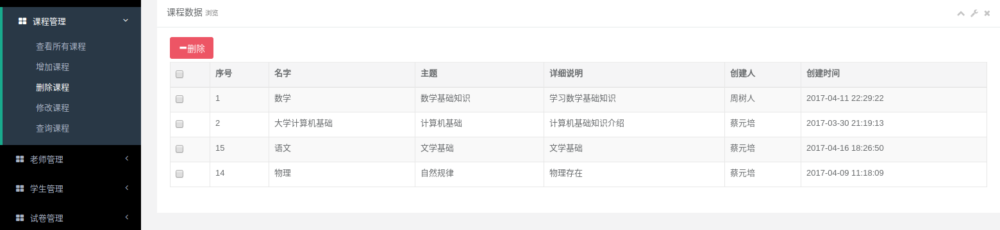 课程管理
查看所有课程
增加课程
删除课程
修改课程
查询课程
老师管理
学生管理
试卷管理
课程数据 浏览
删除
序号 名字 主题 详细说明 创建人 创建时间
1 数学 数学基础知识 学习数学基础知识 周树人 2017-04-11 22:29:22
2 大学计算机基础 计算机基础 计算机基础知识介绍 蔡元培 2017-03-30 21:19:13
15 语文 文学基础 文学基础 蔡元培 2017-04-16 18:26:50
14 物理 自然规律 物理存在 蔡元培 2017-04-09 11:18:09